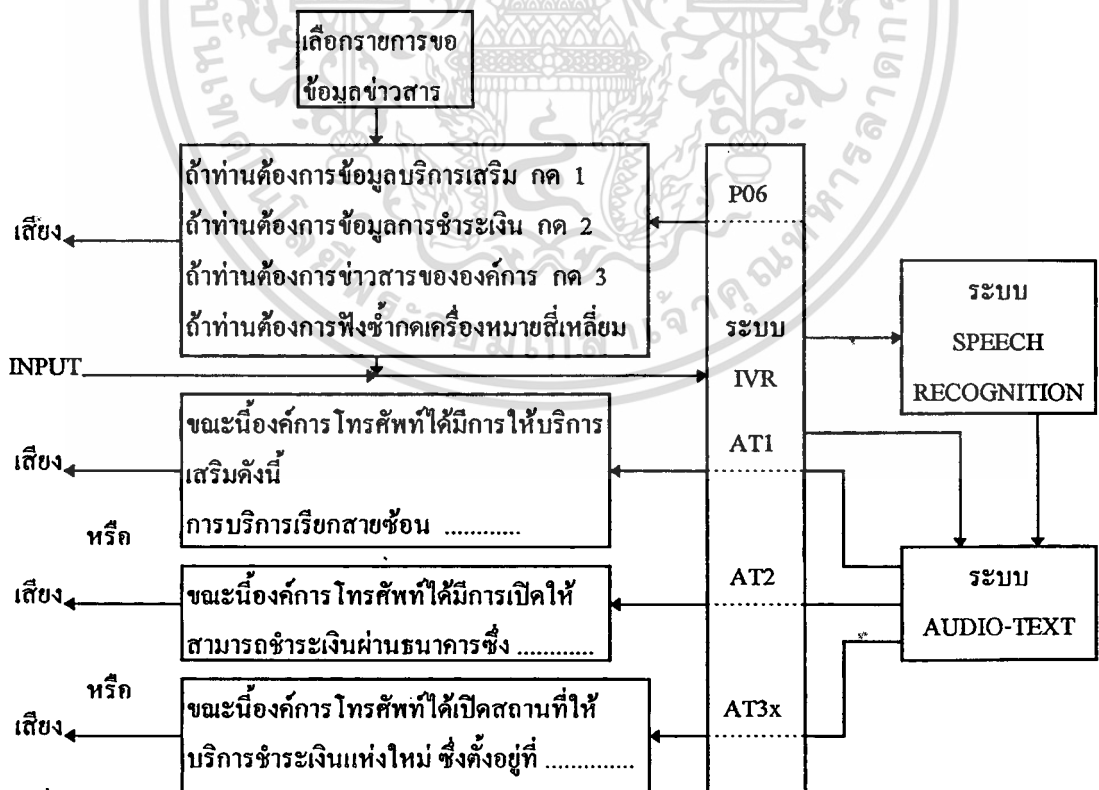 เลือกรายการขอ
ข้อมูลข่าวสาร
ถ้าท่านต้องการข้อมูลบริการเสริม กด 1
ถ้าท่านต้องการข้อมูลการชำระเงิน กด 2
ถ้าท่านต้องการข่าวสารขององค์การ กด 3
ถ้าท่านต้องการฟังซ้ำกดเครื่องหมายสี่เหลี่ยม
เสียง
INPUT
P06
ระบบ
IVR
AT1
AT2
AT3x
ระบบ
SPEECH
RECOGNITION
ขณะนี้องค์การโทรศัพท์ได้มีการให้บริการ
เสริมดังนี้
การบริการเรียกสายซ้อน ............
เสียง
หรือ
ขณะนี้องค์การโทรศัพท์ได้มีการเปิดให้
สามารถชำระเงินผ่านธนาคารซึ่ง ............
เสียง
ระบบ
AUDIO-TEXT
หรือ
ขณะนี้องค์การโทรศัพท์ได้เปิดสถานที่ให้
บริการชำระเงินแห่งใหม่ ซึ่งตั้งอยู่ที่ ..............
เสียง